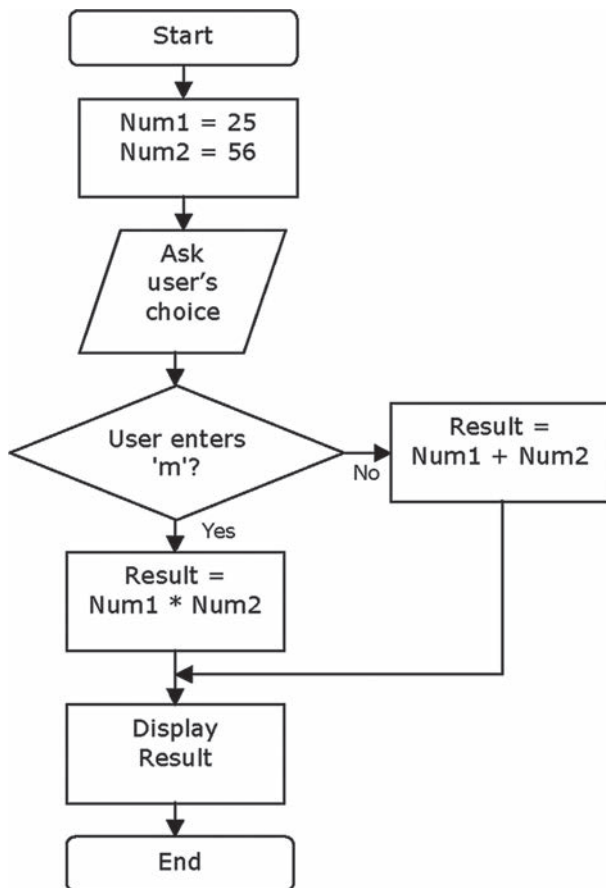 Start
Num1 = 25
Num2 = 56
Ask
user's
choice
User enters
'm'?
No
Result =
Num1 + Num2
Yes
Result =
Num1 * Num2
Display
Result
End